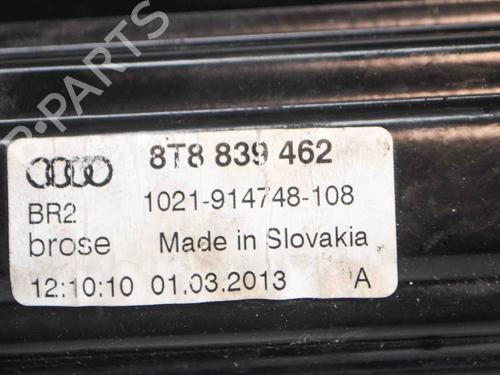 B-PARTS
8T8 839 462
BR2 1021-914748-108
brose Made in Slovakia
12:10:10 01.03.2013 A